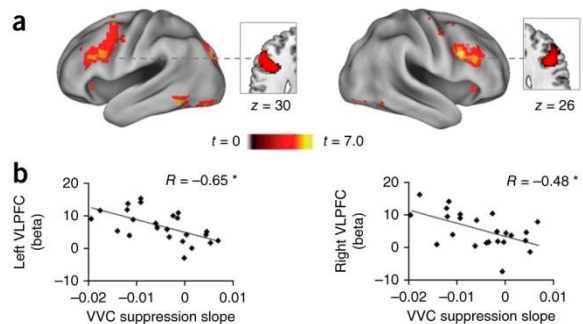 a
z = 30
z = 26
t = 0
t = 7.0
b
R = −0.65 *
20
10
0
−10
Left VLPFC
(beta)
−0.02
−0.01
0
0.01
VVC suppression slope
R = −0.48 *
20
10
0
−10
Right VLPFC
(beta)
−0.02
−0.01
0
0.01
VVC suppression slope